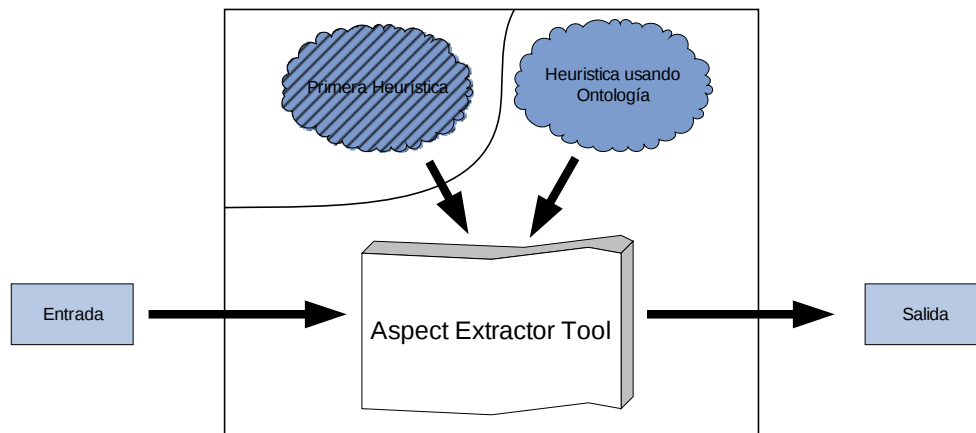 Primera Heurística
Heuristica usando
Ontología
Entrada
Aspect Extractor Tool
Salida